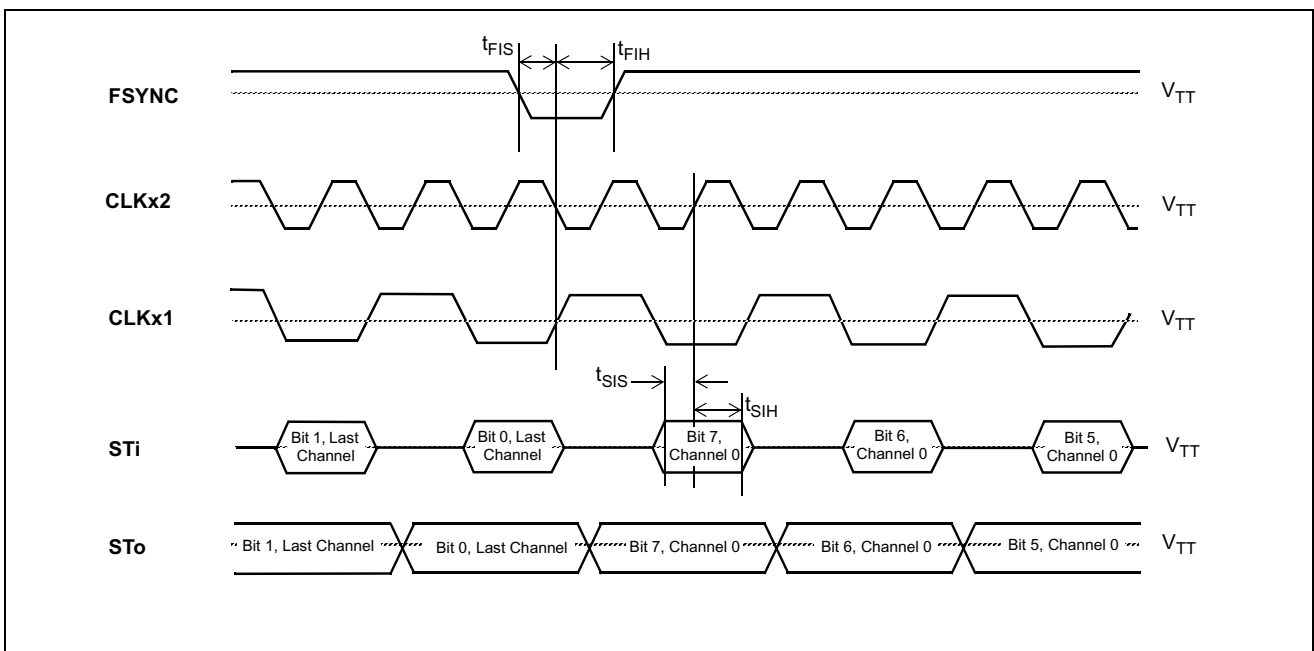 tFIS
tFIH
FSYNC
VTT
CLKx2
VTT
CLKx1
VTT
tSIS
tSIH
STi
Bit 1, Last
Channel
Bit 0, Last
Channel
Bit 7,
Channel 0
Bit 6,
Channel 0
Bit 5,
Channel 0
VTT
STo
Bit 1, Last Channel
Bit 0, Last Channel
Bit 7, Channel 0
Bit 6, Channel 0
Bit 5, Channel 0
VTT